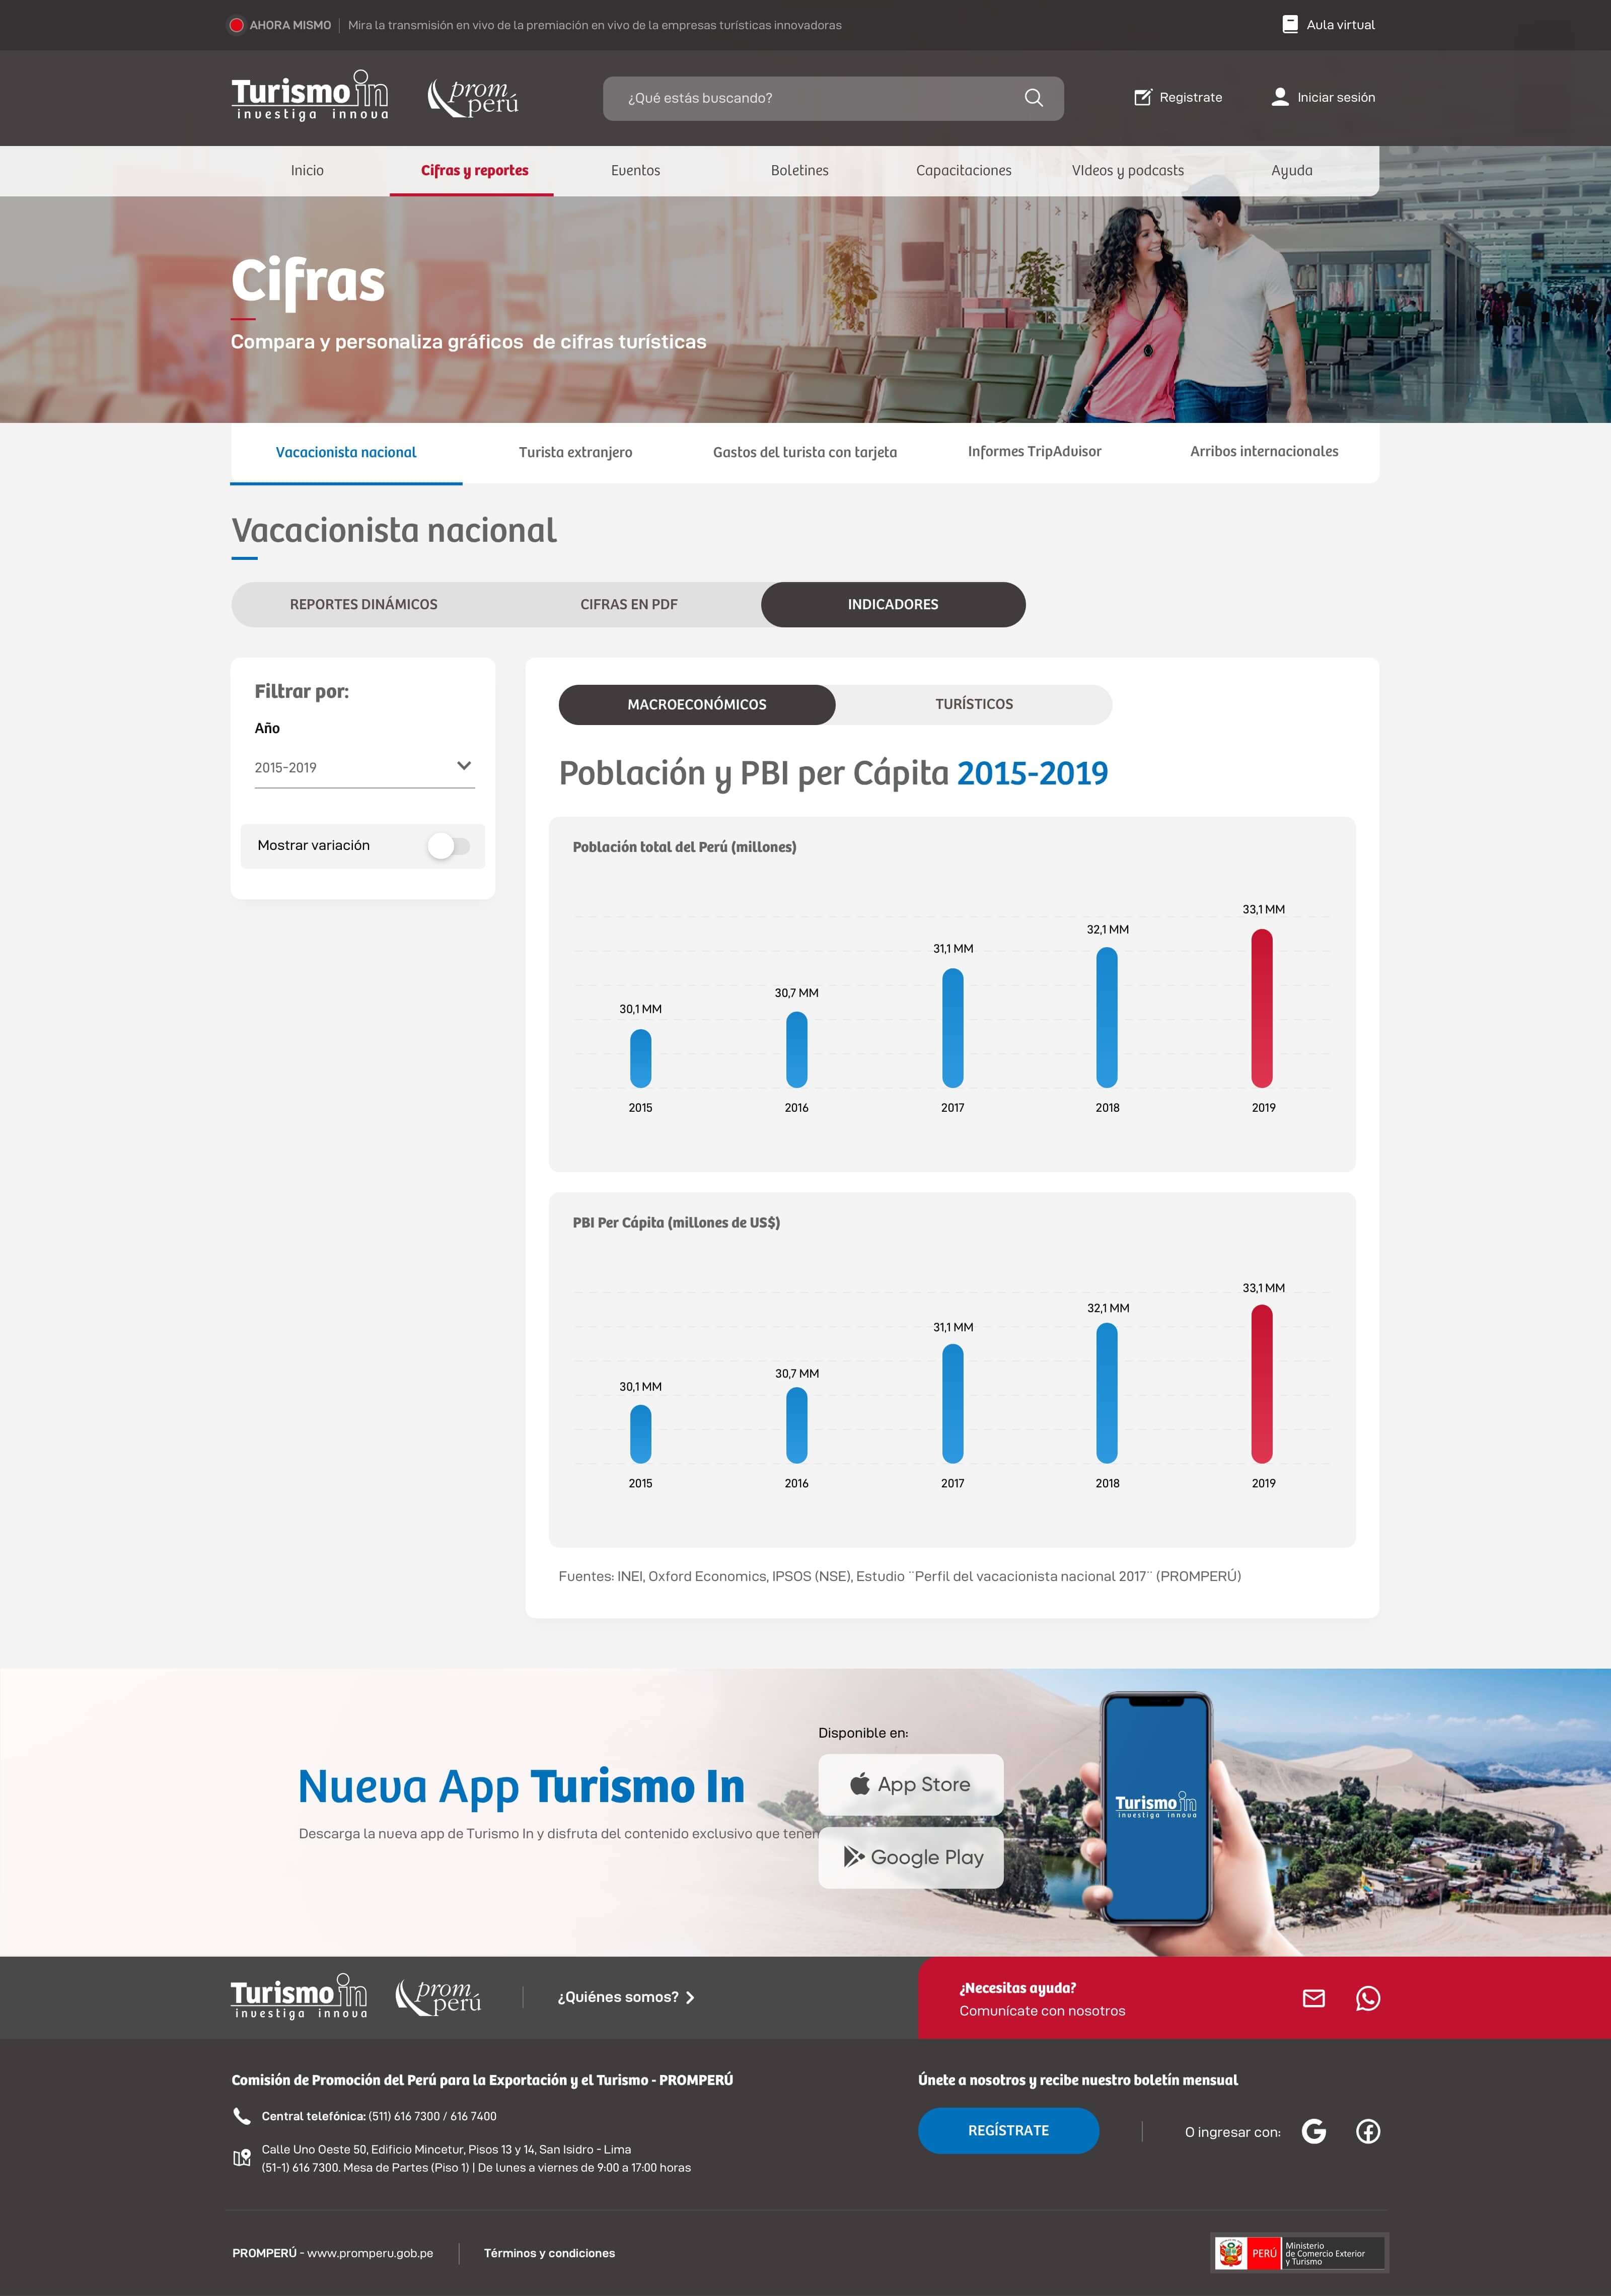 AHORA MISMO | Mira la transmisión en vivo de la premiación en vivo de la empresas turísticas innovadoras
Aula virtual
Turismo in
investiga innova
prom
perú
¿Qué estás buscando?
Registrate
Iniciar sesión
Inicio
Cifras y reportes
Eventos
Boletines
Capacitaciones
VIdeos y podcasts
Ayuda
Cifras
Compara y personaliza gráficos de cifras turísticas
Vacacionista nacional
Turista extranjero
Gastos del turista con tarjeta
Informes TripAdvisor
Arribos internacionales
Vacacionista nacional
REPORTES DINÁMICOS
CIFRAS EN PDF
INDICADORES
Filtrar por:
Año
2015-2019
Mostrar variación
MACROECONÓMICOS
TURÍSTICOS
Población y PBI per Cápita 2015-2019
Población total del Perú (millones)
30,1 MM
30,7 MM
31,1 MM
32,1 MM
33,1 MM
2015
2016
2017
2018
2019
PBI Per Cápita (millones de US$)
30,1 MM
30,7 MM
31,1 MM
32,1 MM
33,1 MM
2015
2016
2017
2018
2019
Fuentes: INEI, Oxford Economics, IPSOS (NSE), Estudio ¨Perfil del vacacionista nacional 2017¨ (PROMPERÚ)
Nueva App Turismo In
Descarga la nueva app de Turismo In y disfruta del contenido exclusivo que tenen
Disponible en:
App Store
Google Play
Turismo in
investiga innova
Turismo in
investiga innova
prom
perú
¿Quiénes somos?
¿Necesitas ayuda?
Comunícate con nosotros
Comisión de Promoción del Perú para la Exportación y el Turismo - PROMPERÚ
Central telefónica: (511) 616 7300 / 616 7400
Calle Uno Oeste 50, Edificio Mincetur, Pisos 13 y 14, San Isidro - Lima
(51-1) 616 7300. Mesa de Partes (Piso 1) | De lunes a viernes de 9:00 a 17:00 horas
Únete a nosotros y recibe nuestro boletín mensual
REGÍSTRATE
O ingresar con:
PROMPERÚ - www.promperu.gob.pe
Términos y condiciones
PERÚ
Ministerio
de Comercio Exterior
y Turismo